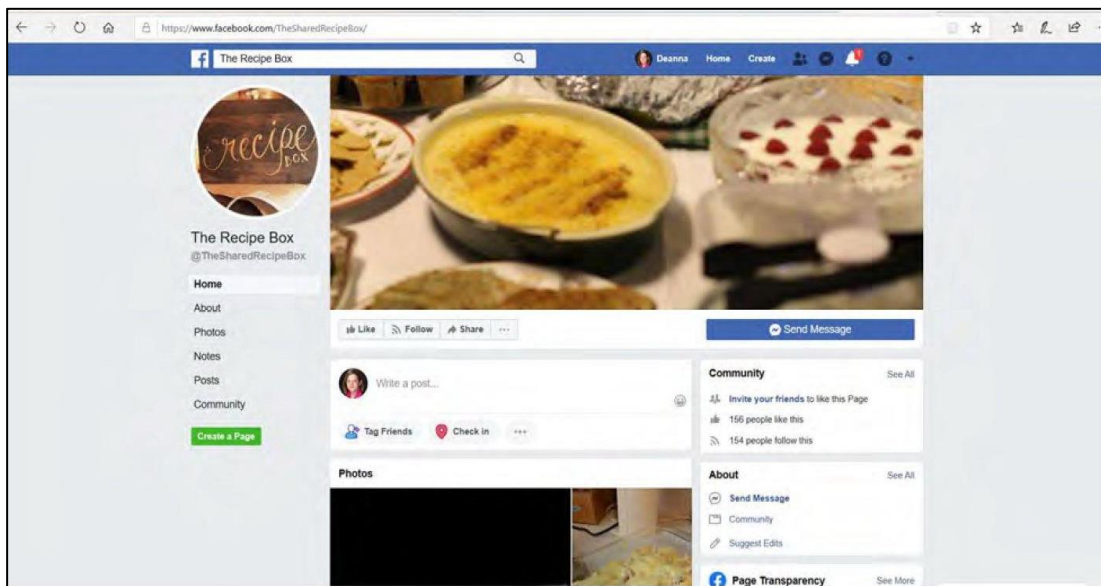 https://www.facebook.com/TheSharedRecipeBox/
The Recipe Box
Deanna Home Create
1
recipe
BOX
The Recipe Box
@TheSharedRecipeBox
Home
About
Photos
Notes
Posts
Community
Create a Page
Like Follow Share
Send Message
Write a post...
Tag Friends Check in
Photos
Community See All
Invite your friends to like this Page
156 people like this
154 people follow this
About See All
Send Message
Community
Suggest Edits
Page Transparency See More